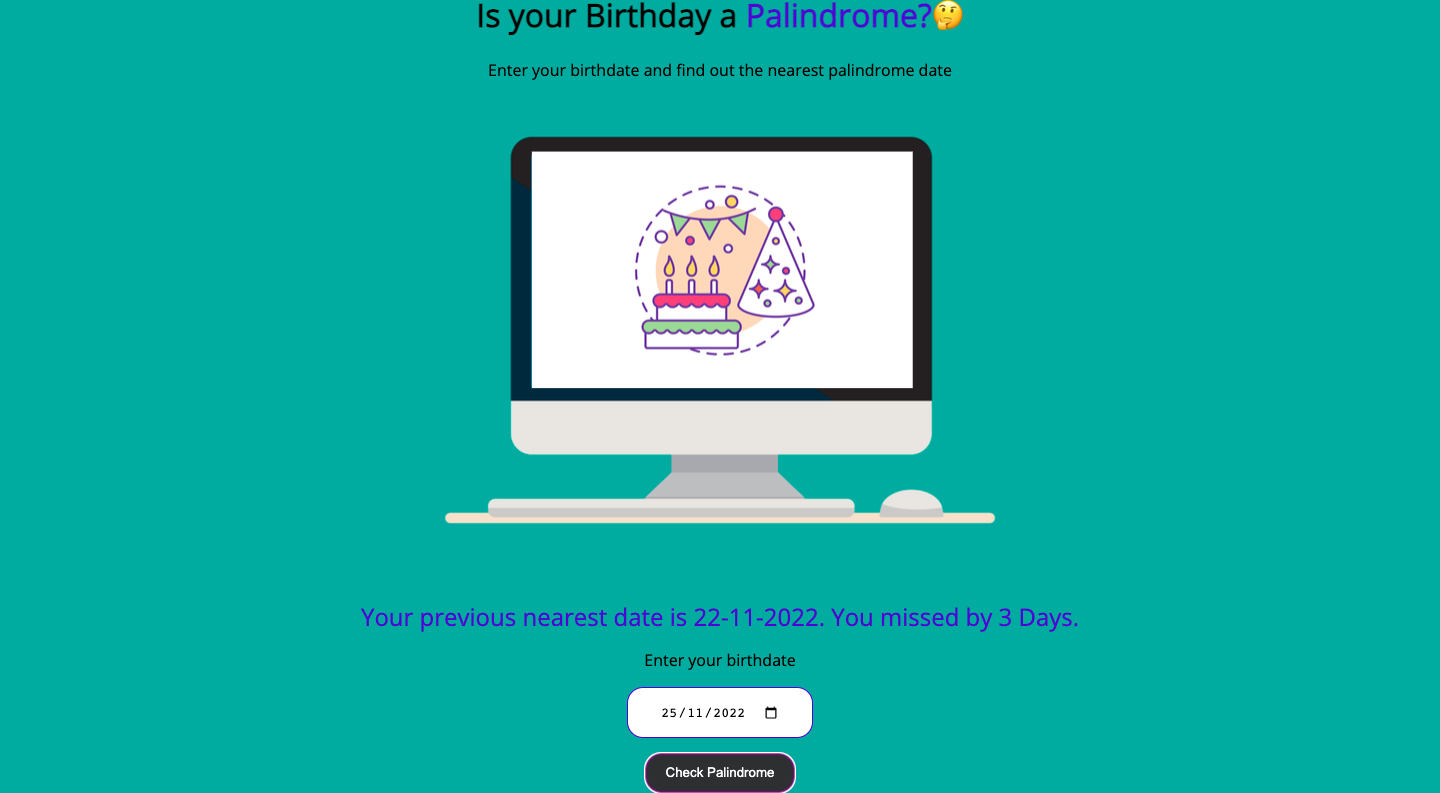 Is your Birthday a Palindrome?🤔
Enter your birthdate and find out the nearest palindrome date
Your previous nearest date is 22-11-2022. You missed by 3 Days.
Enter your birthdate
25/11/2022
Check Palindrome